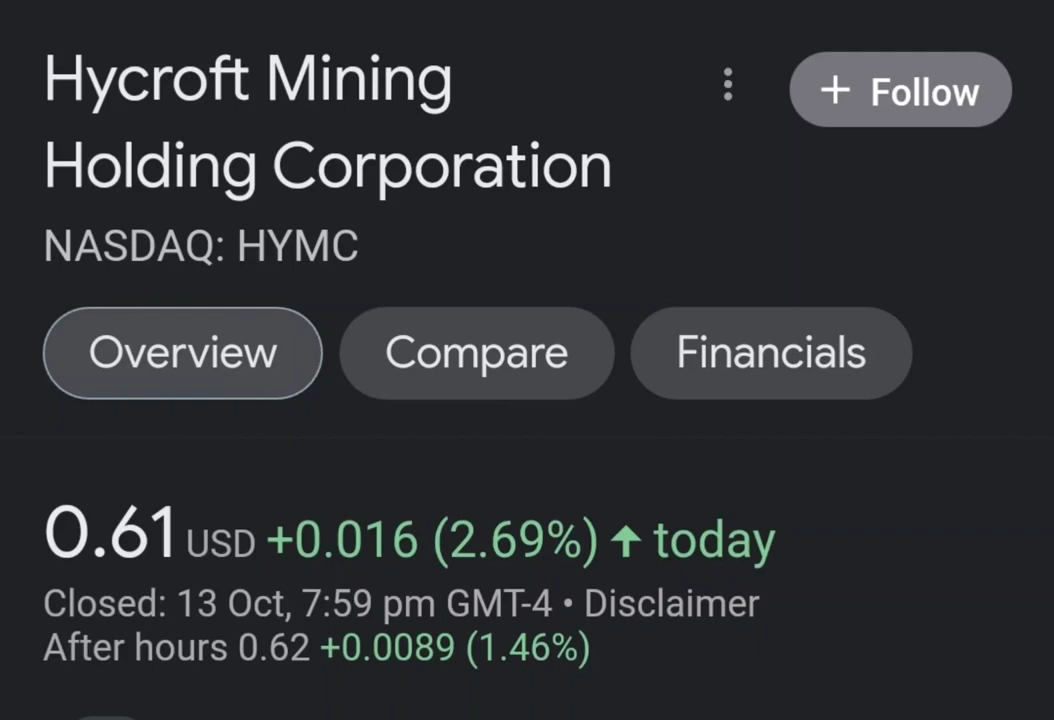 Hycroft Mining
Holding Corporation
+ Follow
NASDAQ: HYMC
Overview Compare Financials
0.61 USD +0.016 (2.69%) ↑ today
Closed: 13 Oct, 7:59 pm GMT-4 • Disclaimer
After hours 0.62 +0.0089 (1.46%)